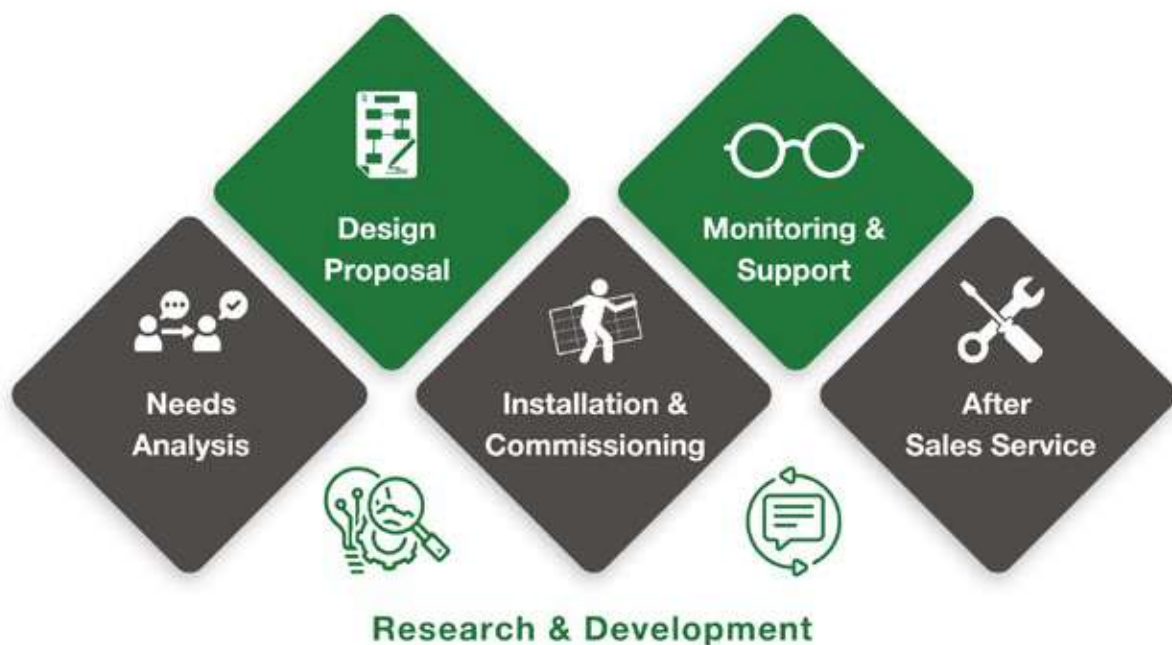 Design
Proposal
Monitoring &
Support
Needs
Analysis
Installation &
Commissioning
After
Sales Service
Research & Development